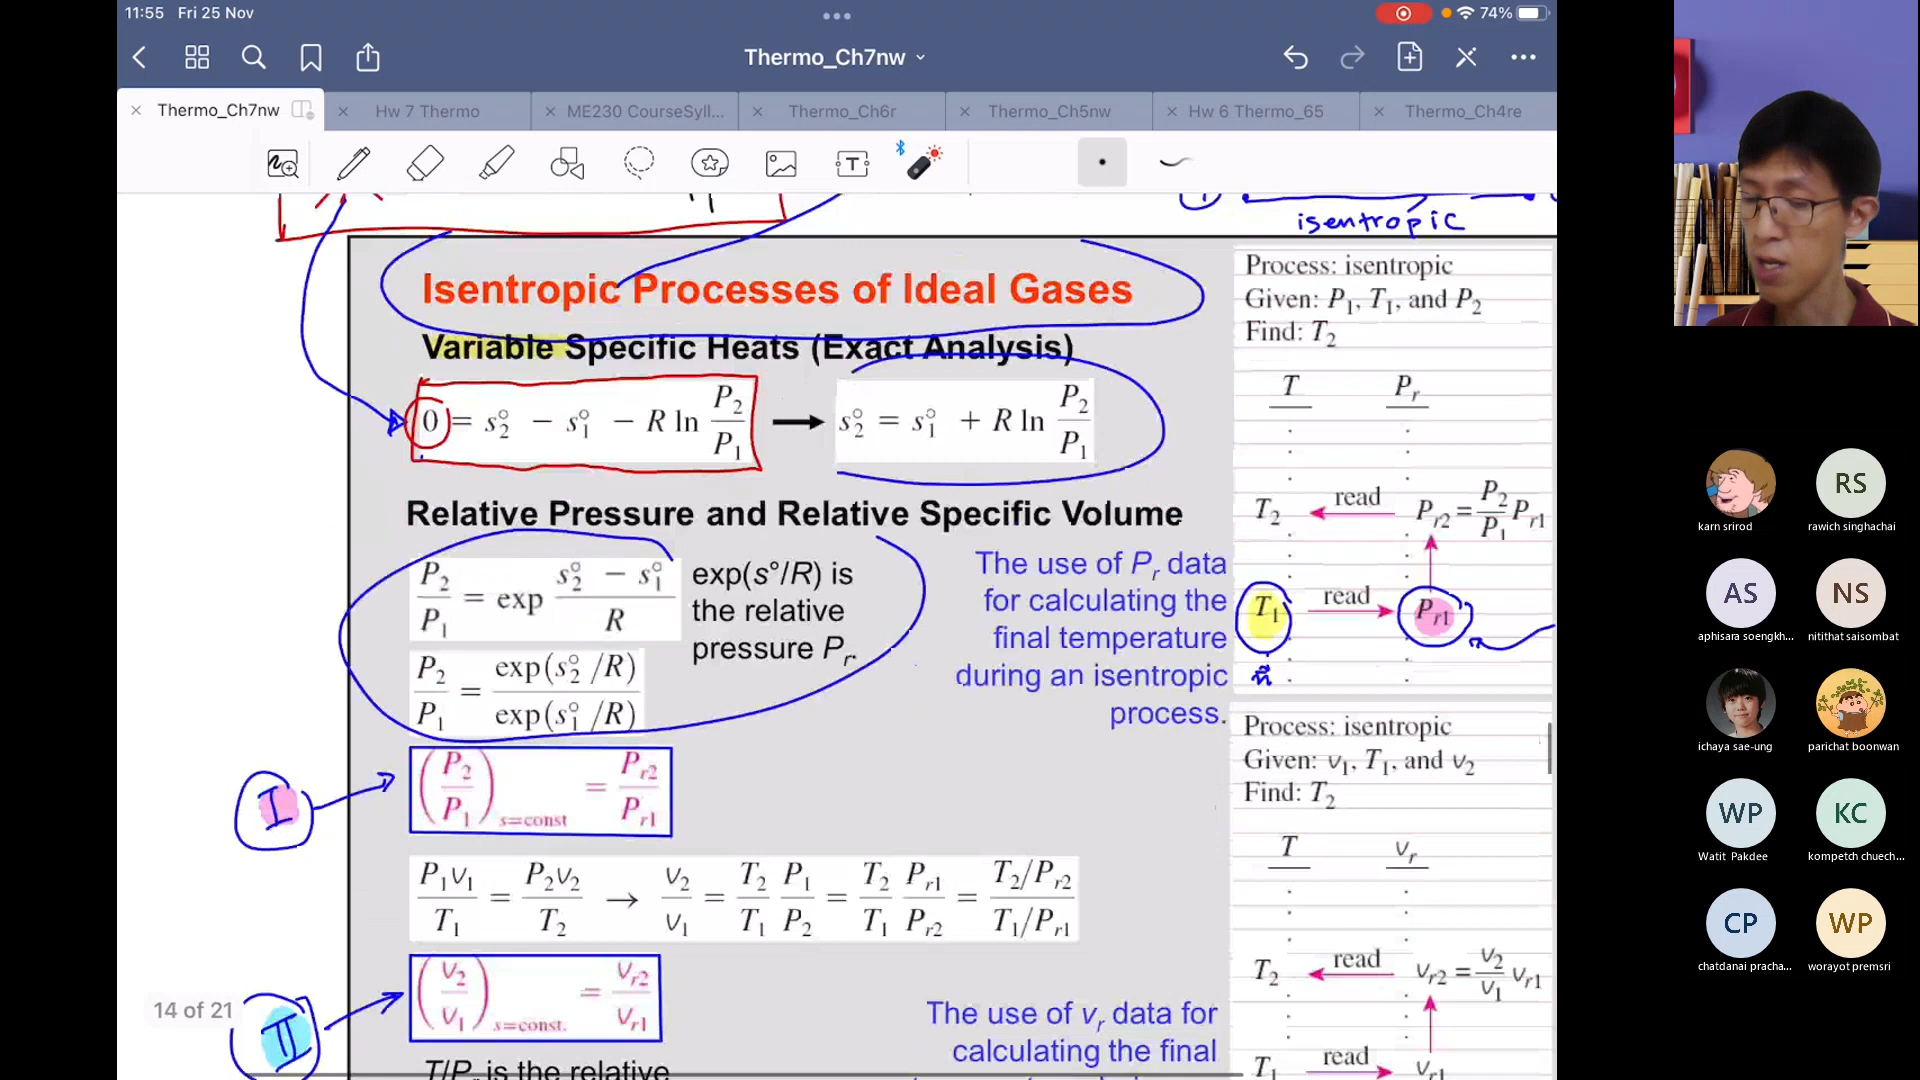 11:55 Fri 25 Nov
74%
Thermo_Ch7nw
Thermo_Ch7nw
Hw 7 Thermo
ME230 CourseSyll...
Thermo_Ch6r
Thermo_Ch5nw
Hw 6 Thermo_65
Thermo_Ch4re
isentropic
Isentropic Processes of Ideal Gases
Variable Specific Heats (Exact Analysis)
0 = s₂° − s₁° − R ln P₂/P₁ → s₂° = s₁° + R ln P₂/P₁
Relative Pressure and Relative Specific Volume
P₂/P₁ = exp (s₂° − s₁°)/R
exp(s°/R) is
the relative
pressure Pr.
P₂/P₁ = exp(s₂°/R)/exp(s₁°/R)
The use of Pr data
for calculating the
final temperature
during an isentropic
process.
I
(P₂/P₁)s=const = Pr2/Pr1
P₁v₁/T₁ = P₂v₂/T₂ → v₂/v₁ = T₂/T₁ P₁/P₂ = T₂/T₁ Pr1/Pr2 = (T₂/Pr2)/(T₁/Pr1)
II
(v₂/v₁)s=const. = vr2/vr1
T/Pr is the relative
The use of vr data for
calculating the final
14 of 21
Process: isentropic
Given: P₁, T₁, and P₂
Find: T₂
T Pr
T₂ read Pr2 = P₂/P₁ Pr1
T₁ read Pr1
ที่
Process: isentropic
Given: v₁, T₁, and v₂
Find: T₂
T vr
T₂ read vr2 = v₂/v₁ vr1
T₁ read vr1
karn srirod
RS
rawich singhachai
AS
aphisara soengkh...
NS
nitithat saisombat
ichaya sae-ung
parichat boonwan
WP
Watit Pakdee
KC
kompetch chuech...
CP
chatdanai pracha...
WP
worayot premsri